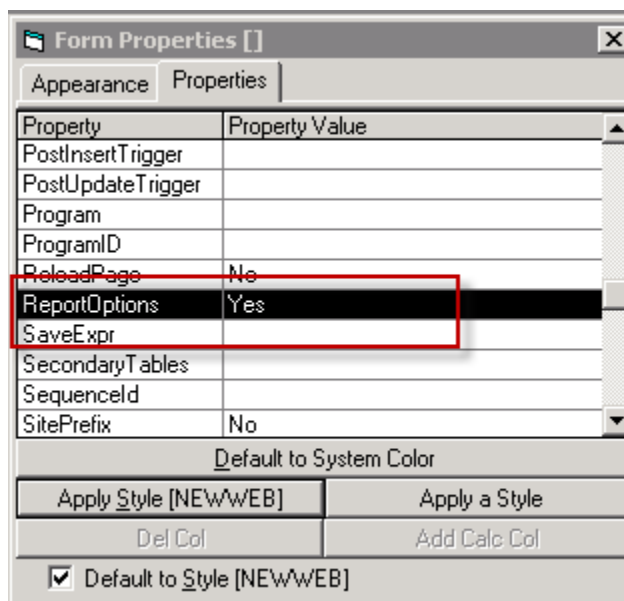 Form Properties []
Appearance Properties
Property Property Value
PostInsertTrigger
PostUpdateTrigger
Program
ProgramID
ReloadPage No
ReportOptions Yes
SaveExpr
SecondaryTables
SequenceId
SitePrefix No
Default to System Color
Apply Style [NEWWEB] Apply a Style
Del Col Add Calc Col
Default to Style [NEWWEB]